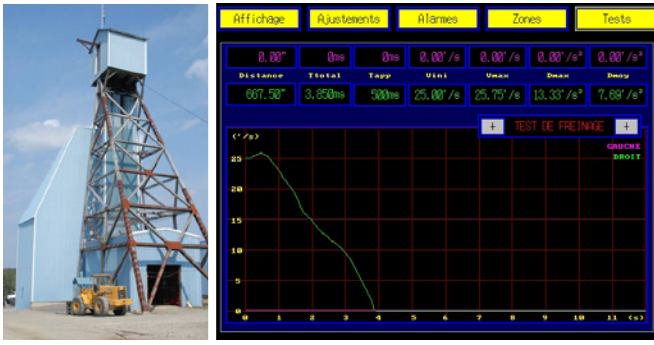 Affichage Ajustements Alarmes Zones Tests
0.00" 0ms 0ms 0.00'/s 0.00'/s 0.00'/s² 0.00'/s²
Distance Ttotal Tapp Vini Vmax Dmax Dmoy
667.50" 3.850ms 500ms 25.00'/s 25.75'/s 13.33'/s² 7.69'/s²
+ TEST DE FREINAGE +
('/s)
GAUCHE
DROIT
25
20
15
10
5
0
0 1 2 3 4 5 6 7 8 9 10 11 (s)